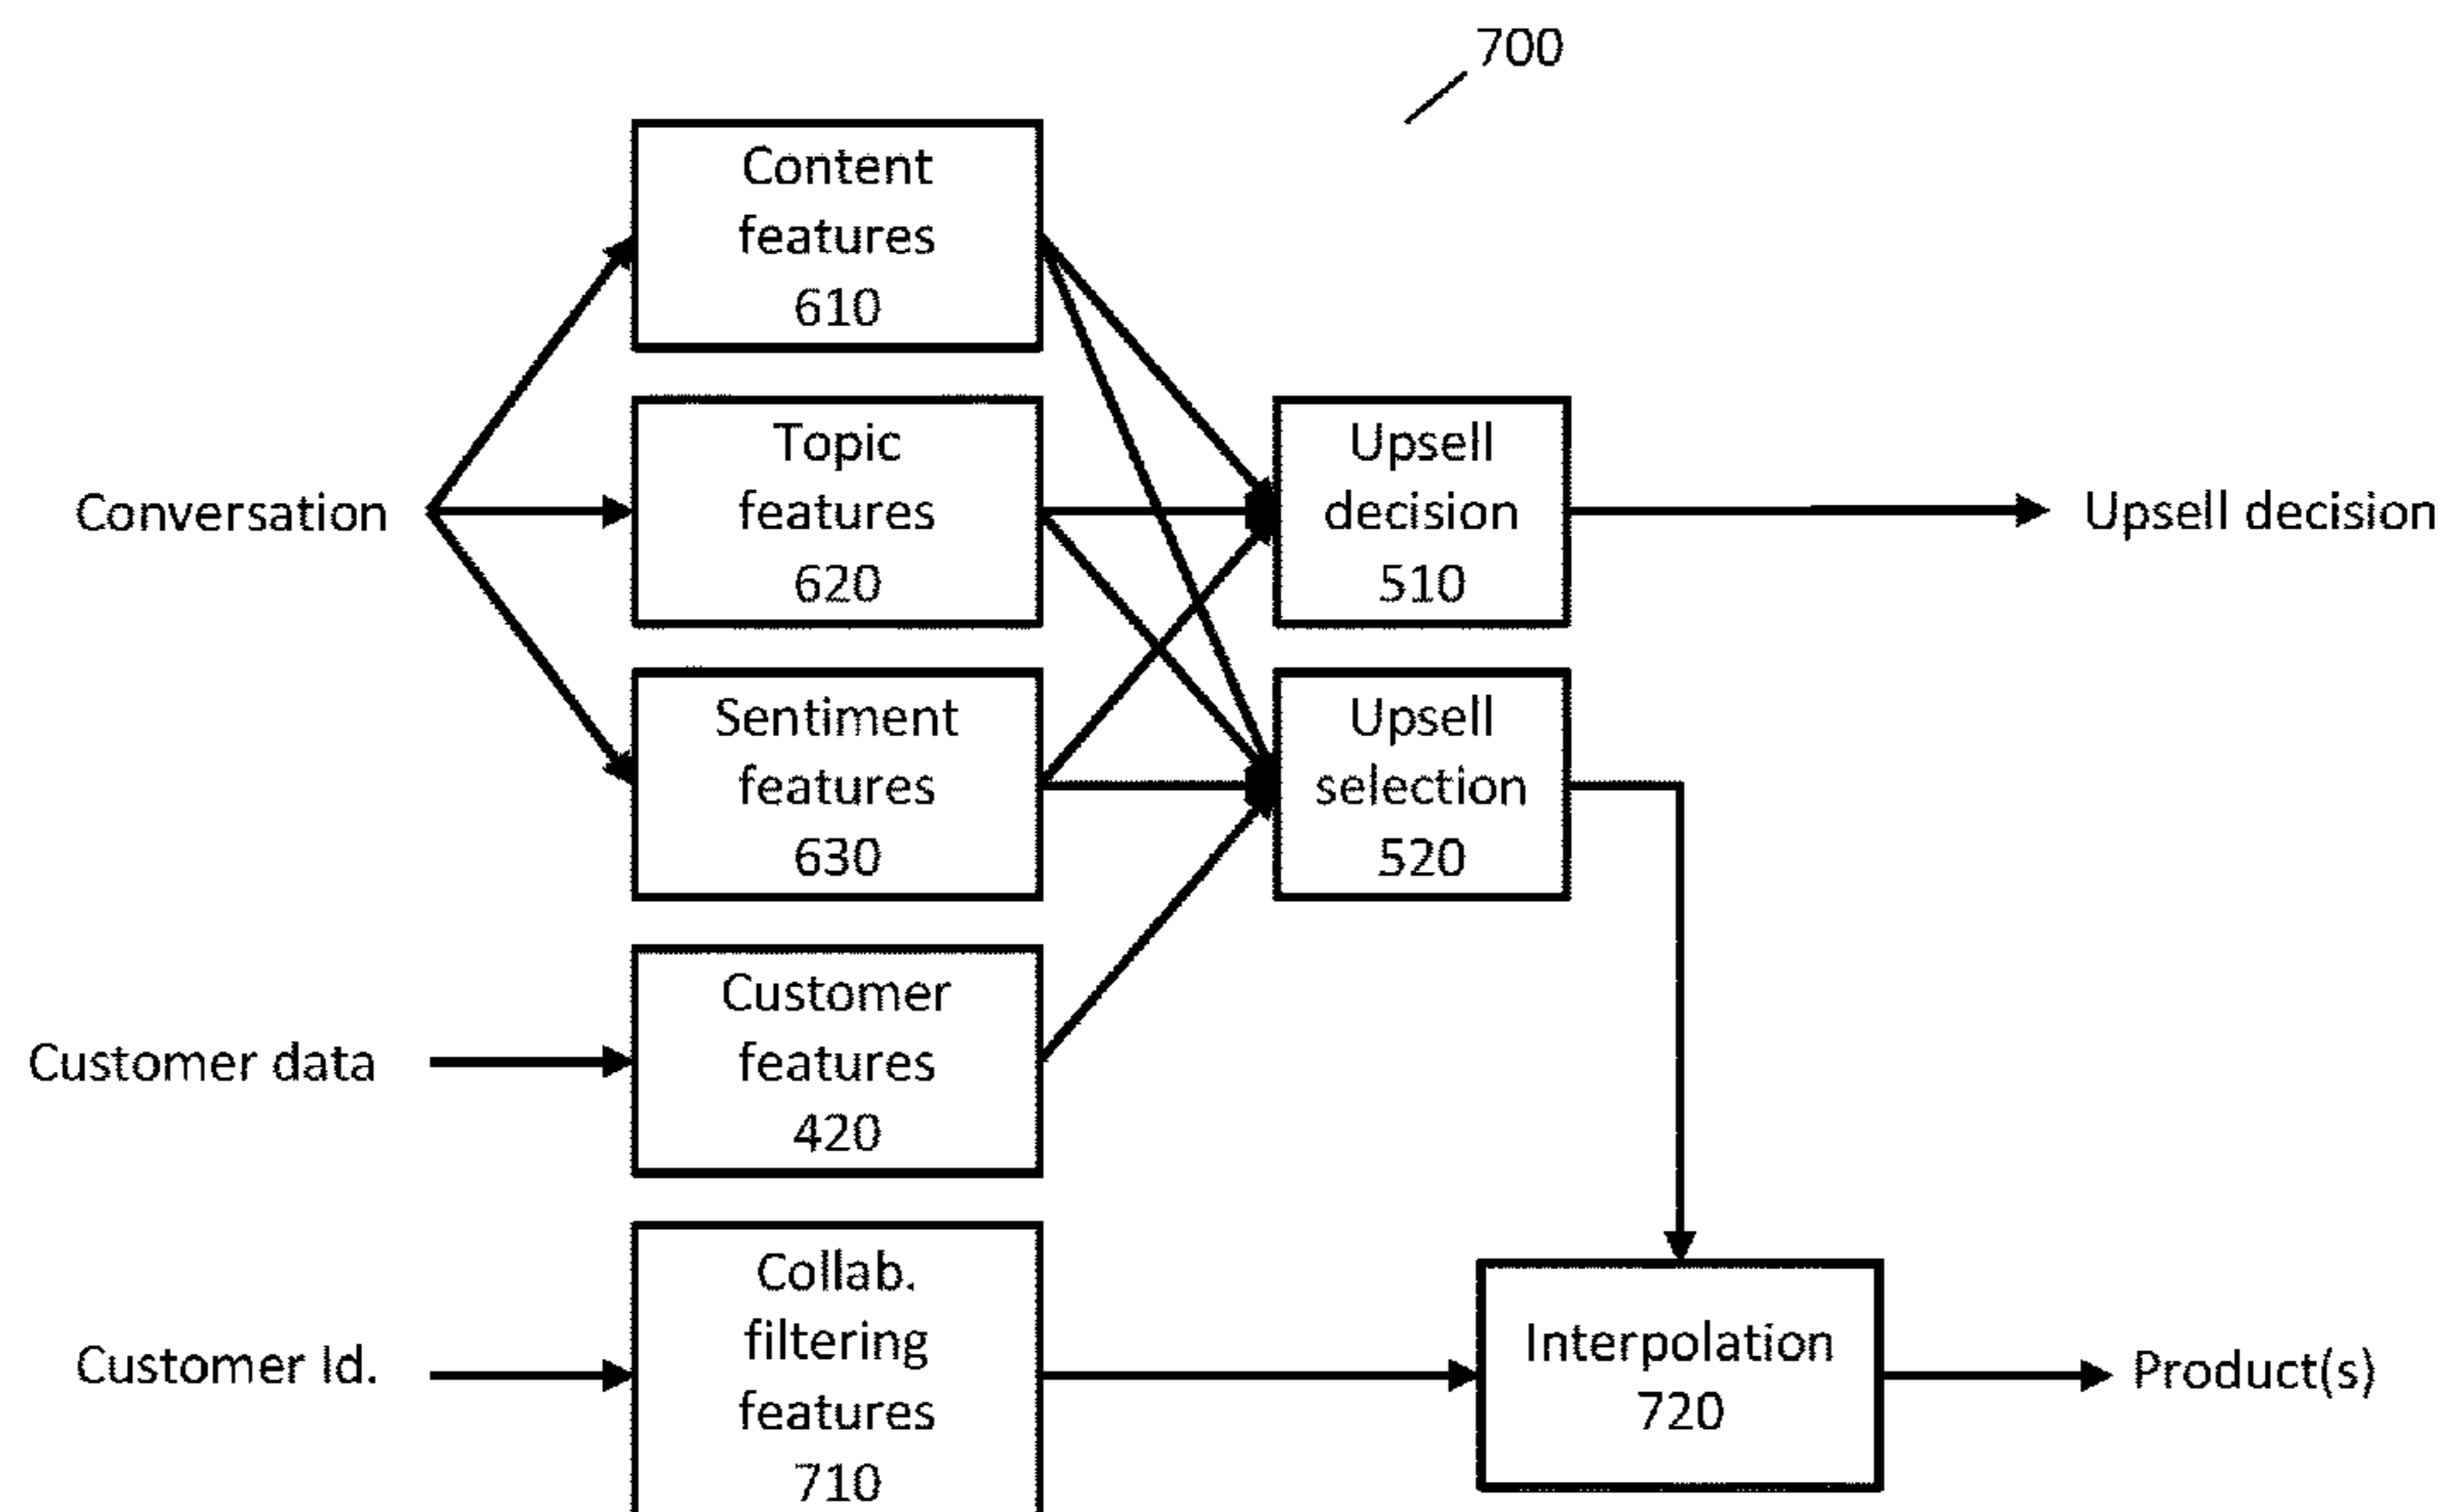 700
Content
features
610
Conversation
Topic
features
620
Upsell
decision
510
Upsell decision
Sentiment
features
630
Upsell
selection
520
Customer data
Customer
features
420
Customer Id.
Collab.
filtering
features
710
Interpolation
720
Product(s)